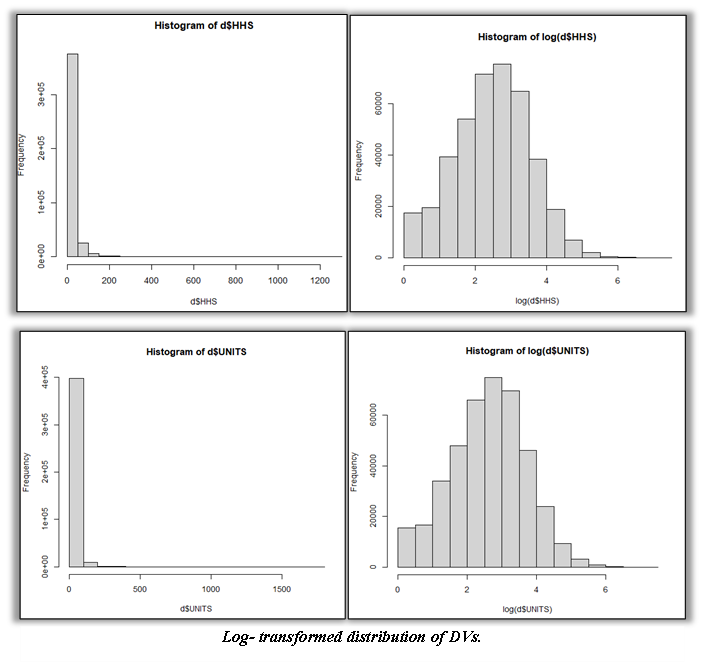 Histogram of d$HHS
Frequency
0e+00 1e+05 2e+05 3e+05
0 200 400 600 800 1000 1200
d$HHS
Histogram of log(d$HHS)
Frequency
0 20000 40000 60000
0 2 4 6
log(d$HHS)
Histogram of d$UNITS
Frequency
0e+00 1e+05 2e+05 3e+05 4e+05
0 500 1000 1500
d$UNITS
Histogram of log(d$UNITS)
Frequency
0 20000 40000 60000
0 2 4 6
log(d$UNITS)
Log- transformed distribution of DVs.